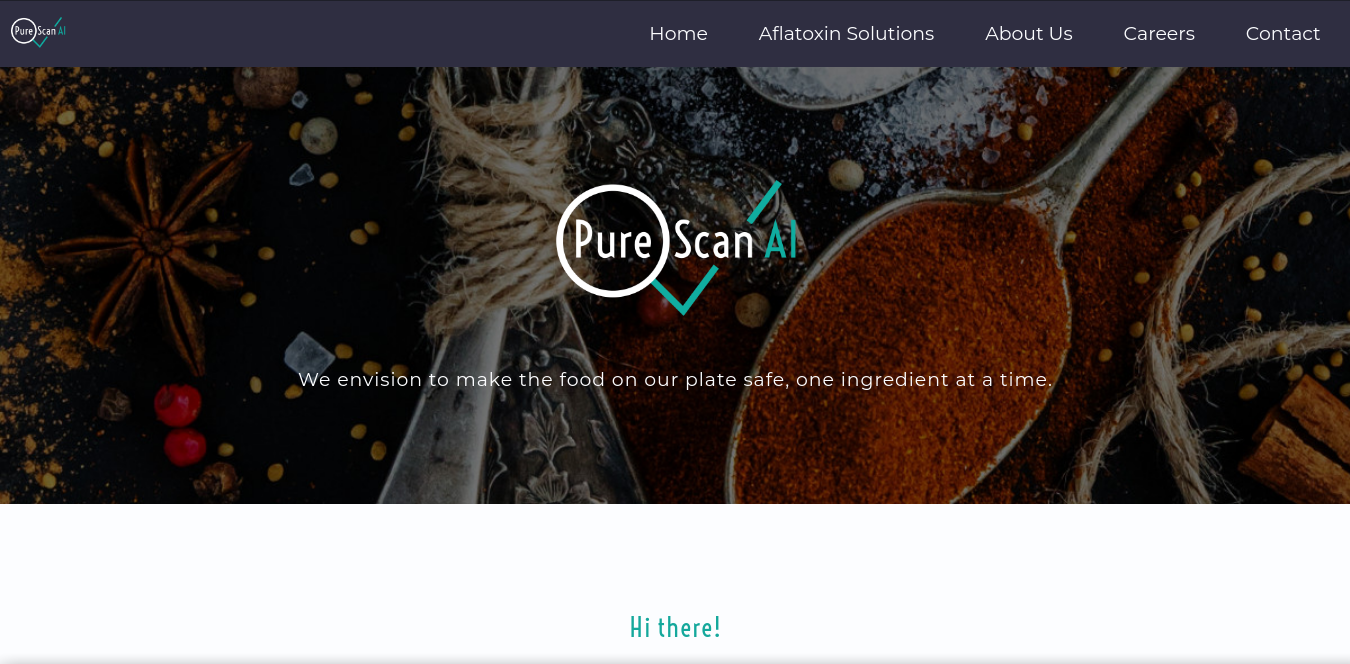 Pure Scan AI
Home Aflatoxin Solutions About Us Careers Contact
Pure Scan AI
We envision to make the food on our plate safe, one ingredient at a time.
Hi there!